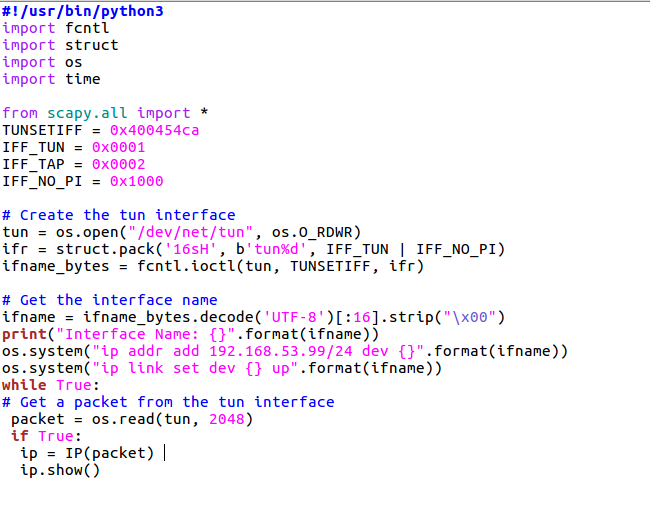 #!/usr/bin/python3
import fcntl
import struct
import os
import time

from scapy.all import *
TUNSETIFF = 0x400454ca
IFF_TUN = 0x0001
IFF_TAP = 0x0002
IFF_NO_PI = 0x1000

# Create the tun interface
tun = os.open("/dev/net/tun", os.O_RDWR)
ifr = struct.pack('16sH', b'tun%d', IFF_TUN | IFF_NO_PI)
ifname_bytes = fcntl.ioctl(tun, TUNSETIFF, ifr)

# Get the interface name
ifname = ifname_bytes.decode('UTF-8')[:16].strip("\x00")
print("Interface Name: {}".format(ifname))
os.system("ip addr add 192.168.53.99/24 dev {}".format(ifname))
os.system("ip link set dev {} up".format(ifname))
while True:
# Get a packet from the tun interface
 packet = os.read(tun, 2048)
 if True:
  ip = IP(packet)
  ip.show()